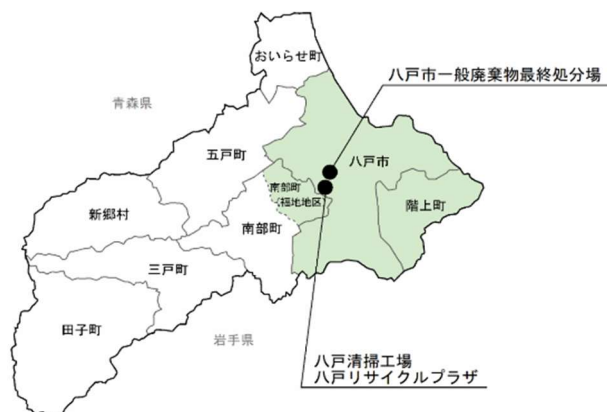 おいらせ町
八戸市一般廃棄物最終処分場
青森県
五戸町
八戸市
南部町
(福地地区)
階上町
新郷村
南部町
三戸町
田子町
岩手県
八戸清掃工場
八戸リサイクルプラザ